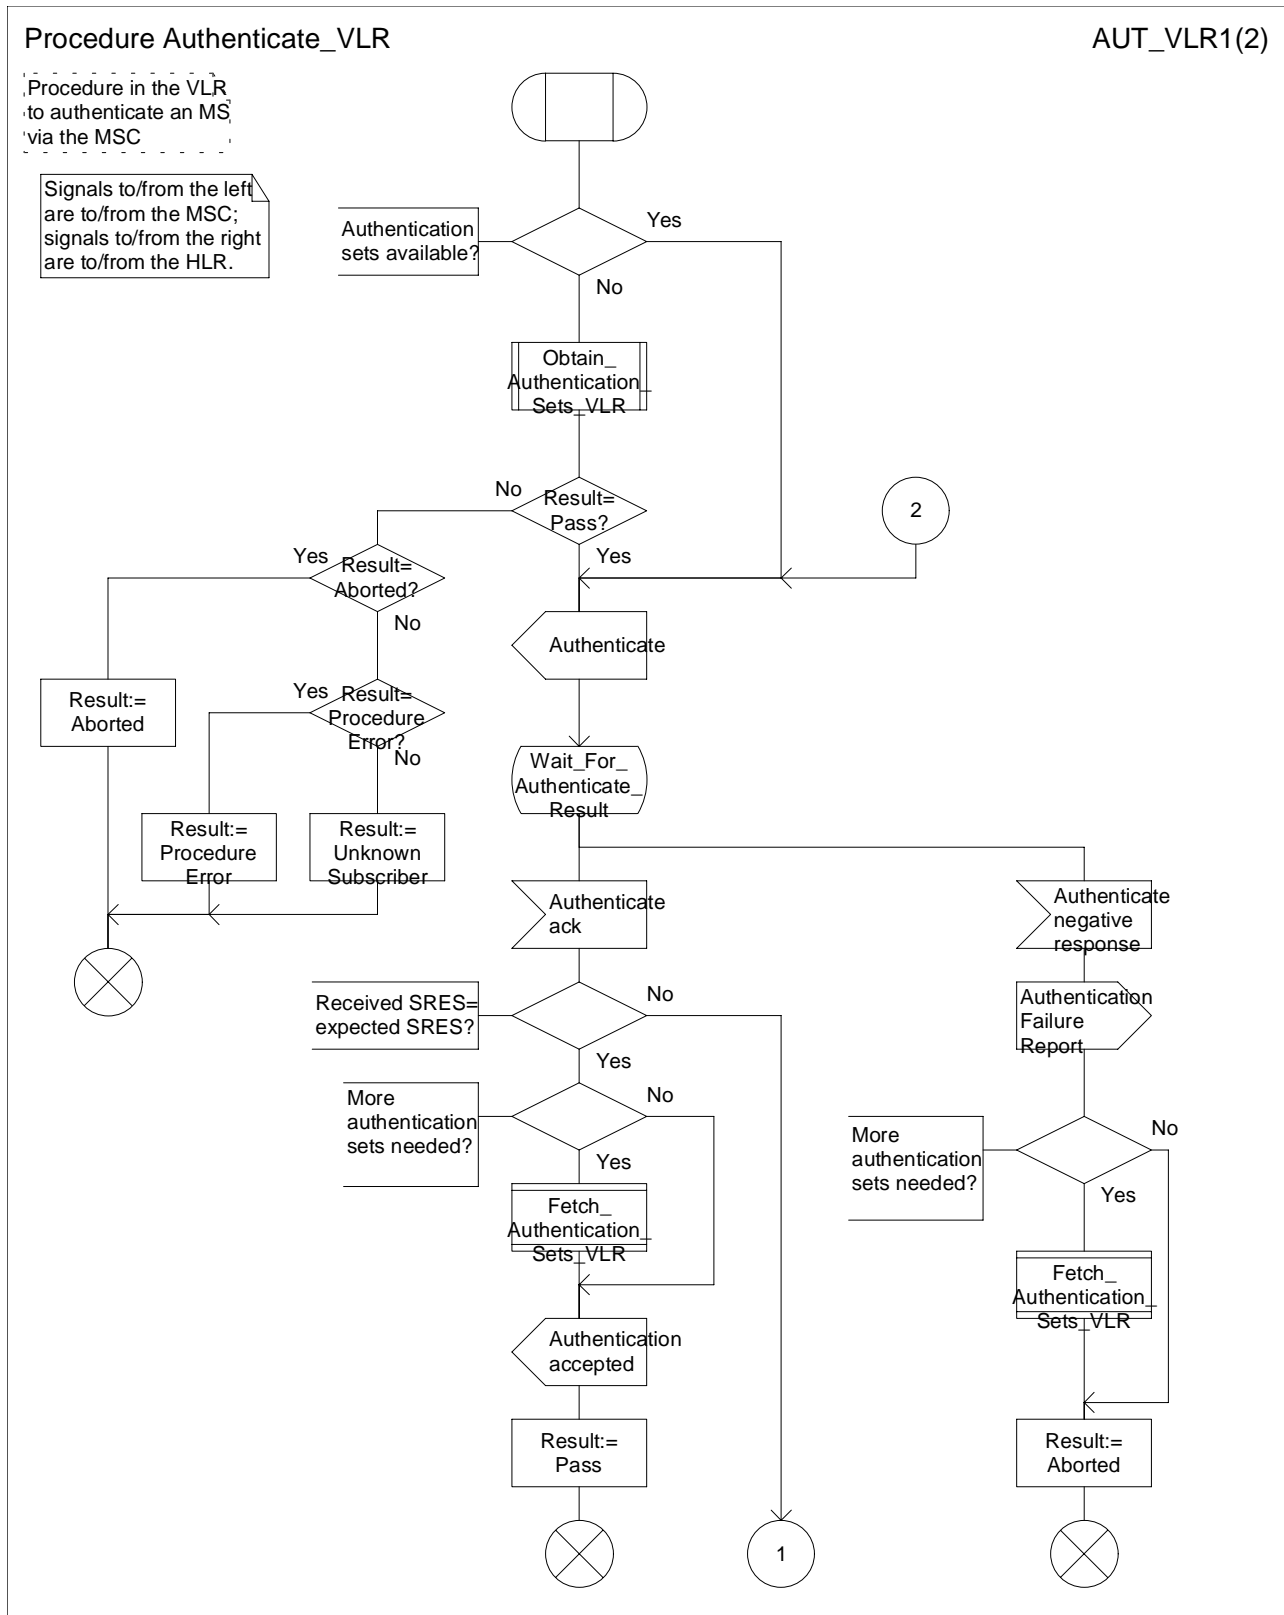 Procedure Authenticate_VLR
AUT_VLR1(2)
Procedure in the VLR
to authenticate an MS
via the MSC
Signals to/from the left
are to/from the MSC;
signals to/from the right
are to/from the HLR.
Authentication
sets available?
Yes
No
Obtain_
Authentication_
Sets_VLR
No
Result=
Pass?
Yes
2
Yes
Result=
Aborted?
No
Authenticate
Result:=
Aborted
Yes
Result=
Procedure
Error?
No
Wait_For_
Authenticate_
Result
Result:=
Procedure
Error
Result:=
Unknown
Subscriber
Authenticate
ack
Authenticate
negative
response
Received SRES=
expected SRES?
No
Yes
Authentication
Failure
Report
More
authentication
sets needed?
No
Yes
More
authentication
sets needed?
No
Yes
Fetch_
Authentication_
Sets_VLR
Fetch_
Authentication_
Sets_VLR
Authentication
accepted
Result:=
Pass
Result:=
Aborted
1